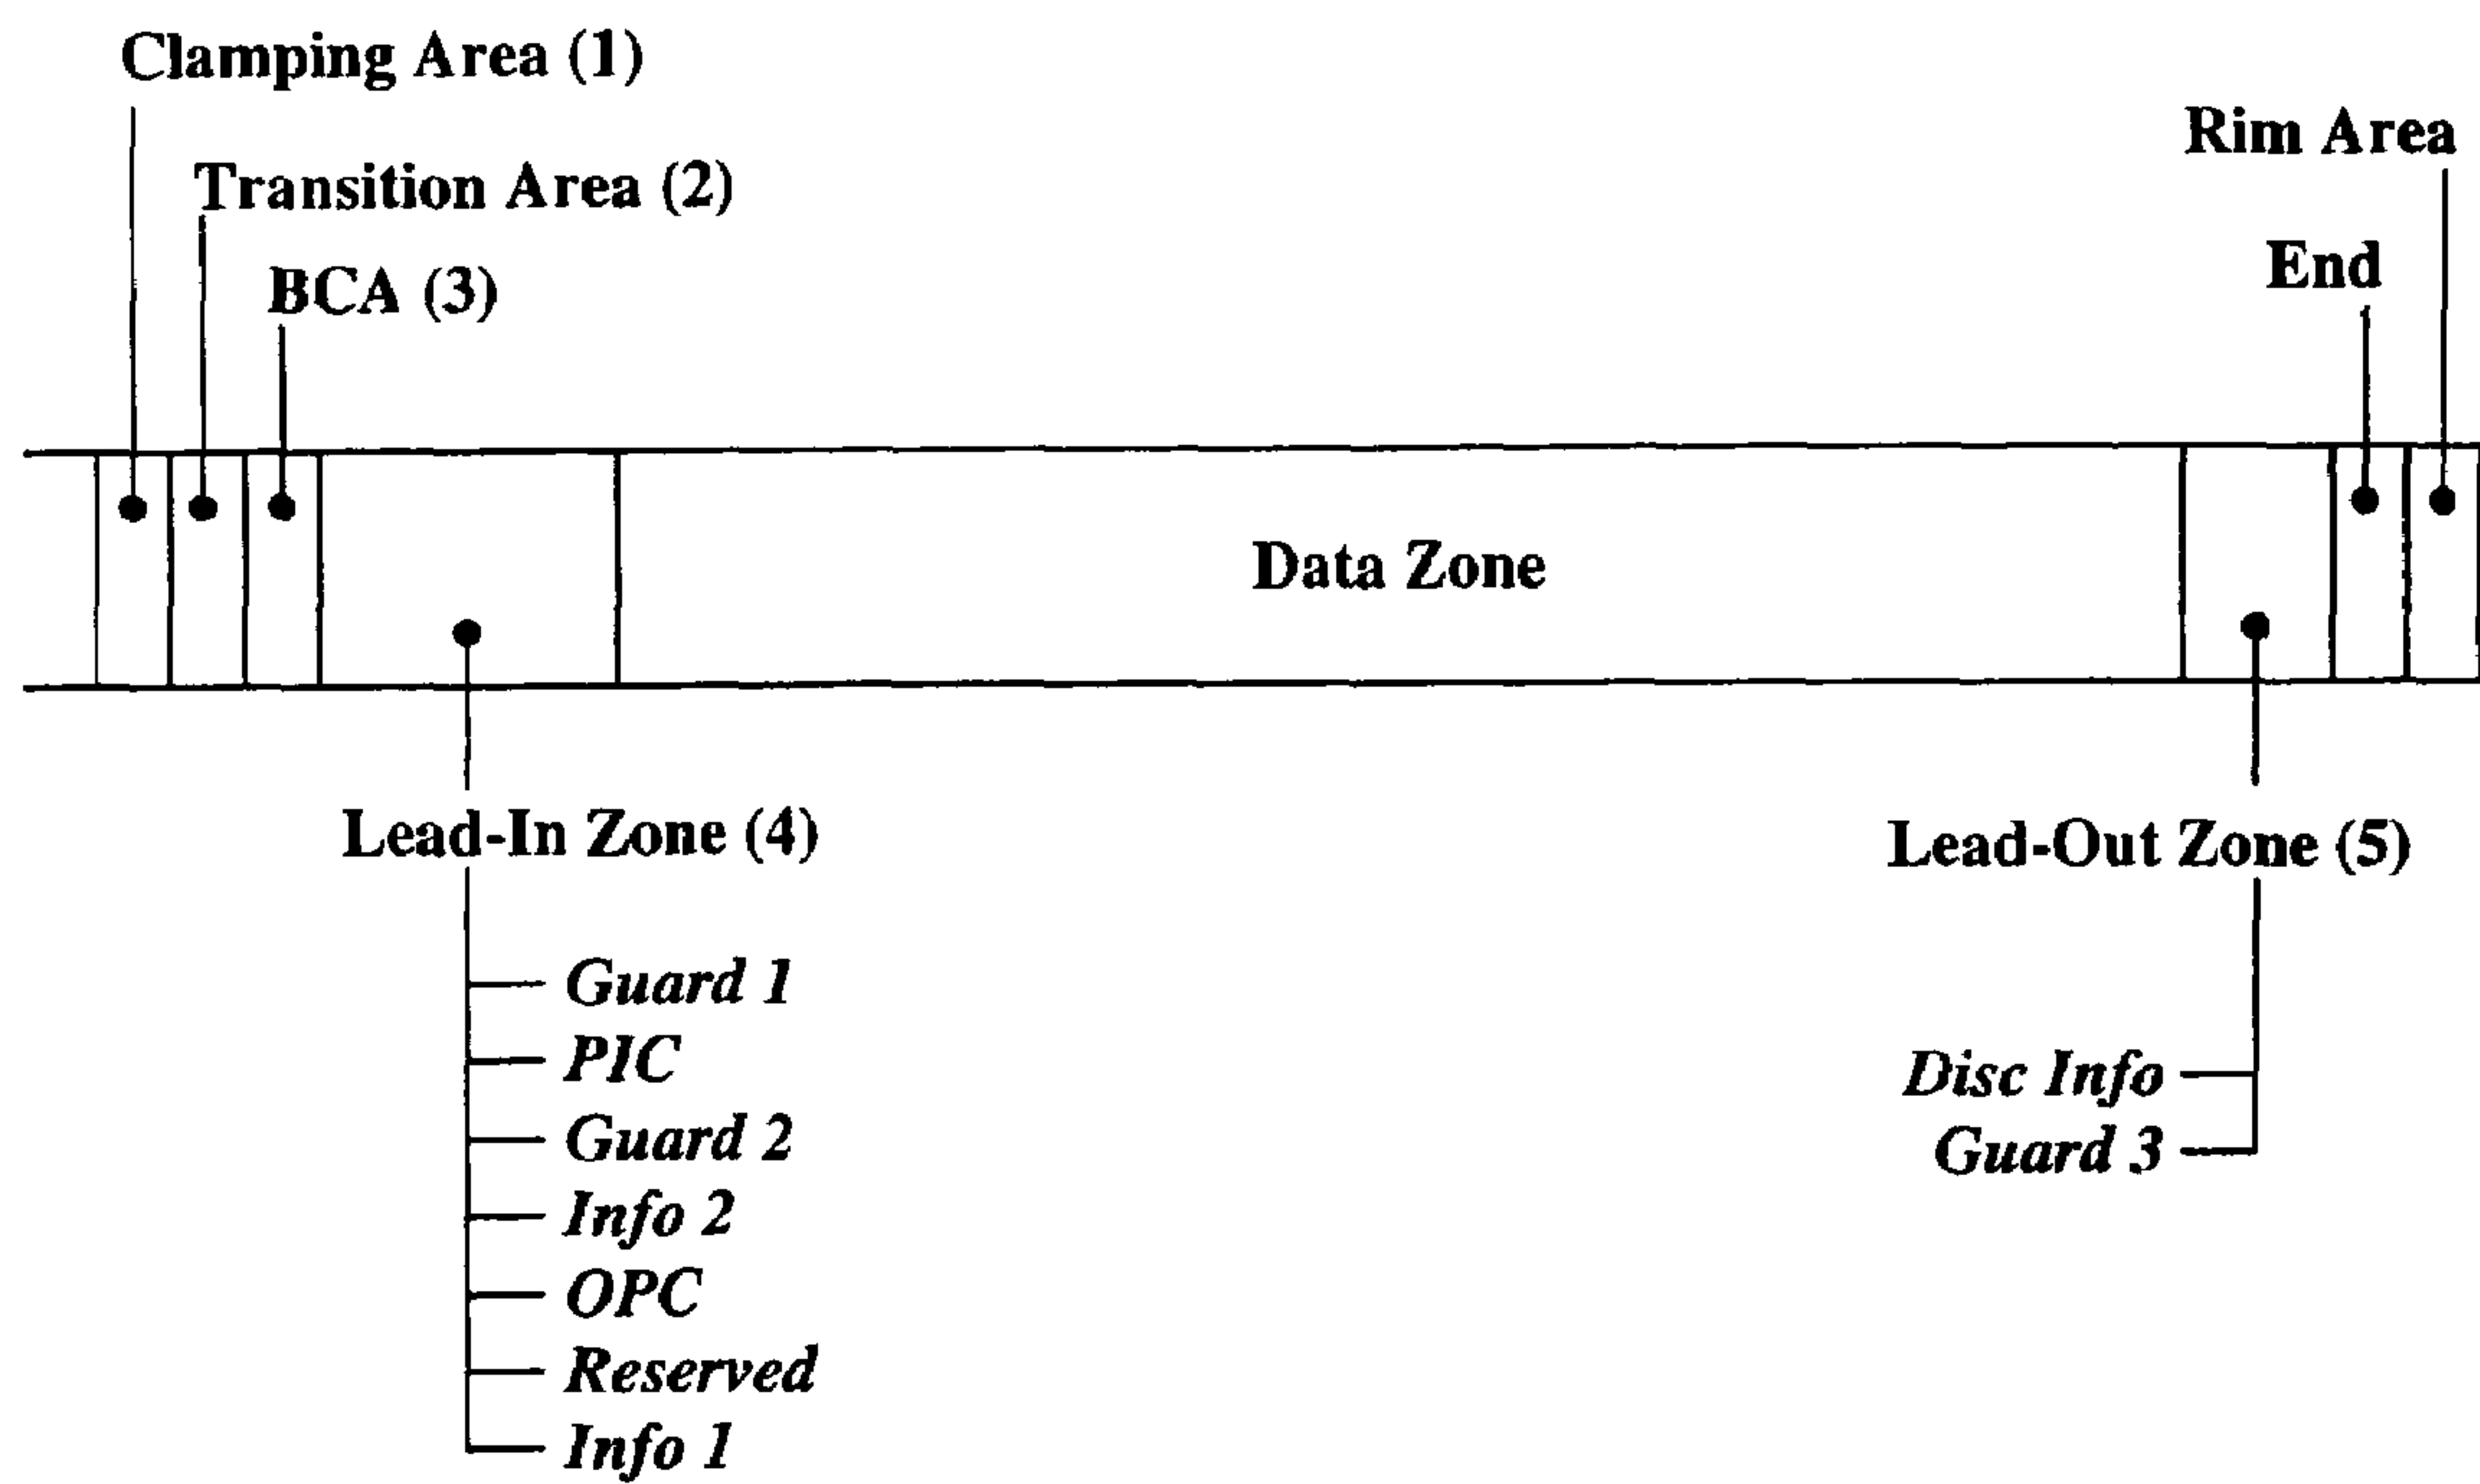 Clamping Area (1)
Rim Area
Transition Area (2)
End
BCA (3)
Data Zone
Lead-In Zone (4)
Lead-Out Zone (5)
Guard 1
PIC
Guard 2
Info 2
OPC
Reserved
Info 1
Disc Info
Guard 3